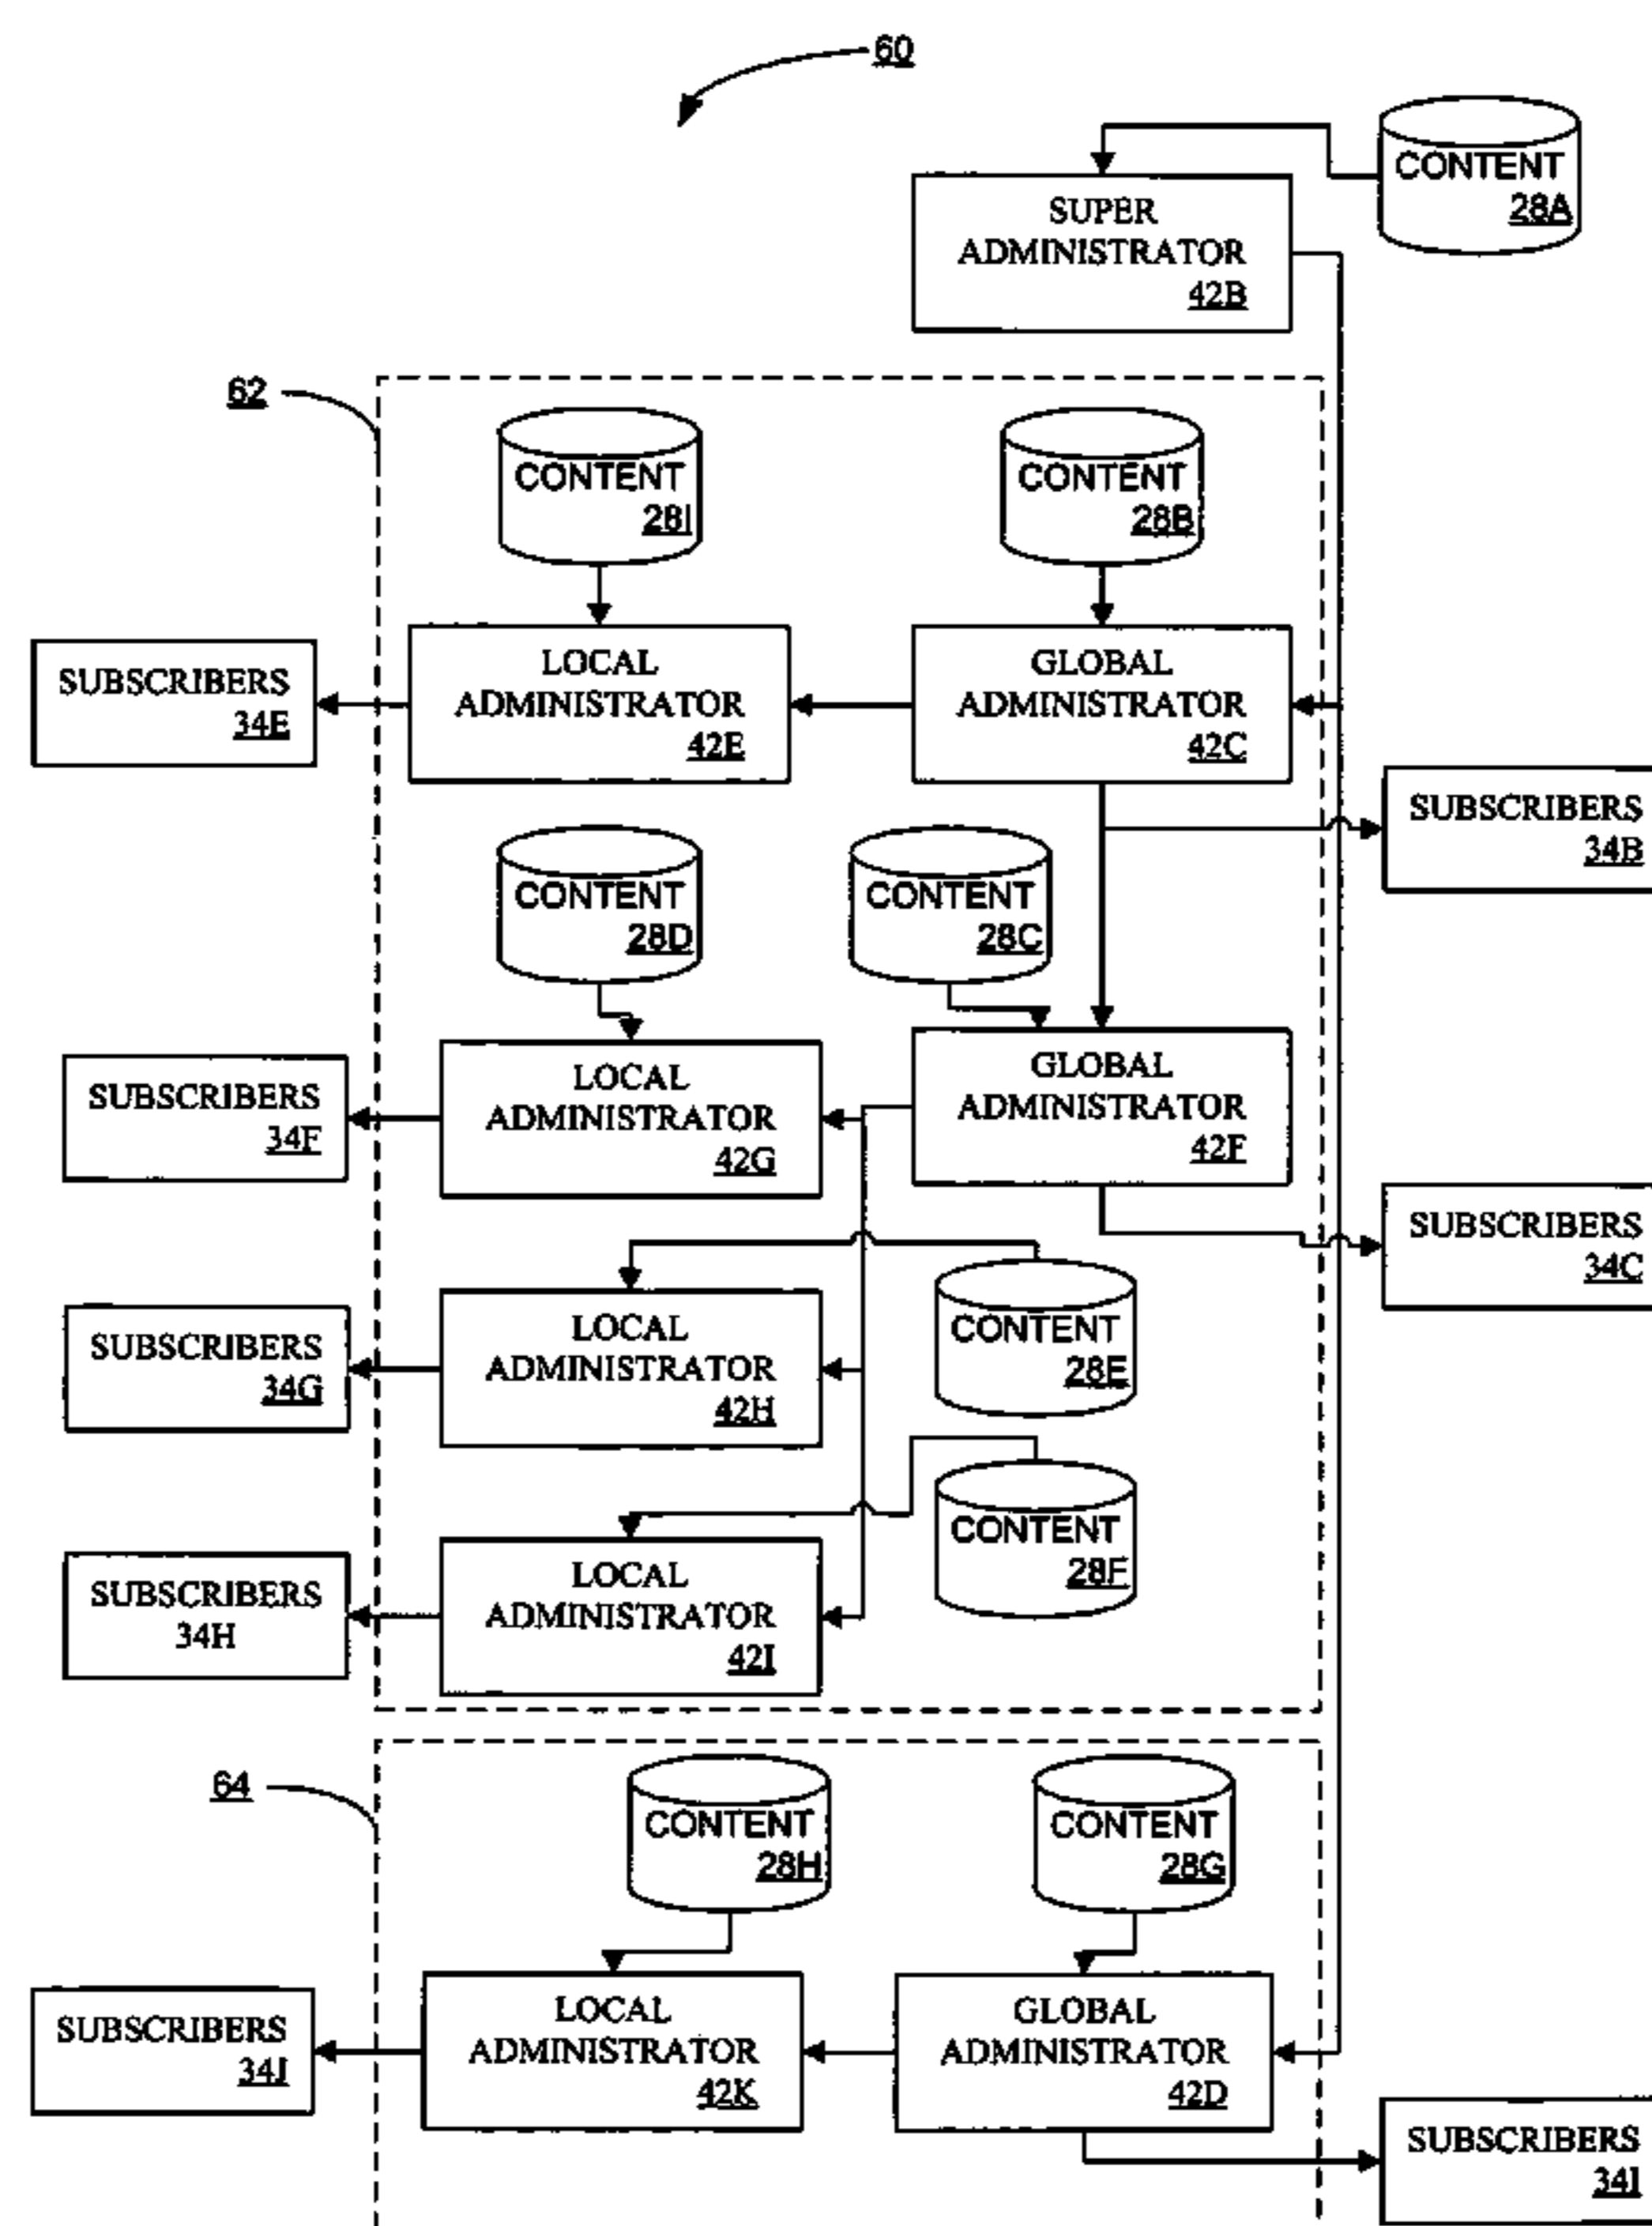 60
CONTENT
28A
SUPER
ADMINISTRATOR
42B
62
CONTENT
28I
CONTENT
28B
SUBSCRIBERS
34E
LOCAL
ADMINISTRATOR
42E
GLOBAL
ADMINISTRATOR
42C
SUBSCRIBERS
34B
CONTENT
28D
CONTENT
28C
SUBSCRIBERS
34F
LOCAL
ADMINISTRATOR
42G
GLOBAL
ADMINISTRATOR
42F
SUBSCRIBERS
34C
SUBSCRIBERS
34G
LOCAL
ADMINISTRATOR
42H
CONTENT
28E
SUBSCRIBERS
34H
LOCAL
ADMINISTRATOR
42I
CONTENT
28F
64
CONTENT
28H
CONTENT
28G
SUBSCRIBERS
34J
LOCAL
ADMINISTRATOR
42K
GLOBAL
ADMINISTRATOR
42D
SUBSCRIBERS
34I